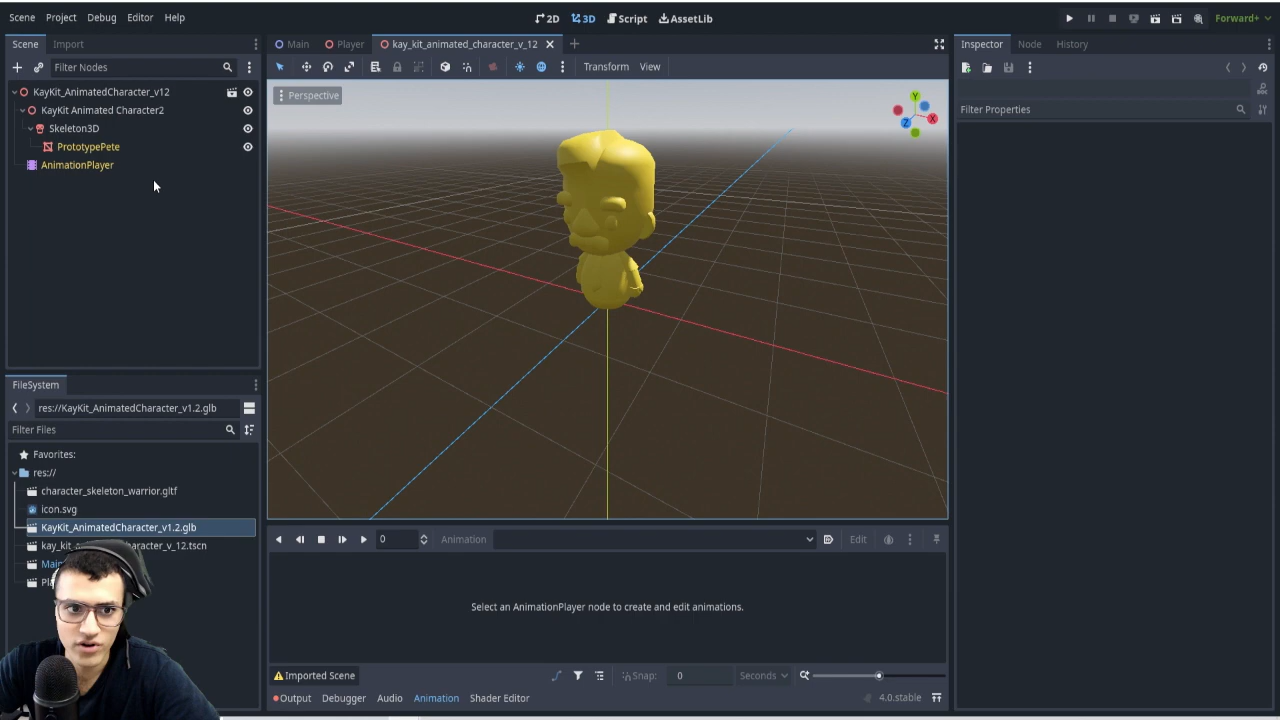 Scene Project Debug Editor Help
2D 3D Script AssetLib
Forward+
Scene Import
Main Player kay_kit_animated_character_v_12
Inspector Node History
Filter Nodes
Transform View
KayKit_AnimatedCharacter_v12
KayKit Animated Character2
Skeleton3D
PrototypePete
AnimationPlayer
Perspective
Y
X
Z
Filter Properties
FileSystem
res://KayKit_AnimatedCharacter_v1.2.glb
Filter Files
Favorites:
res://
character_skeleton_warrior.gltf
icon.svg
KayKit_AnimatedCharacter_v1.2.glb
0 Animation Edit
Select an AnimationPlayer node to create and edit animations.
Imported Scene
Snap: 0 Seconds
Output Debugger Audio Animation Shader Editor
4.0.stable